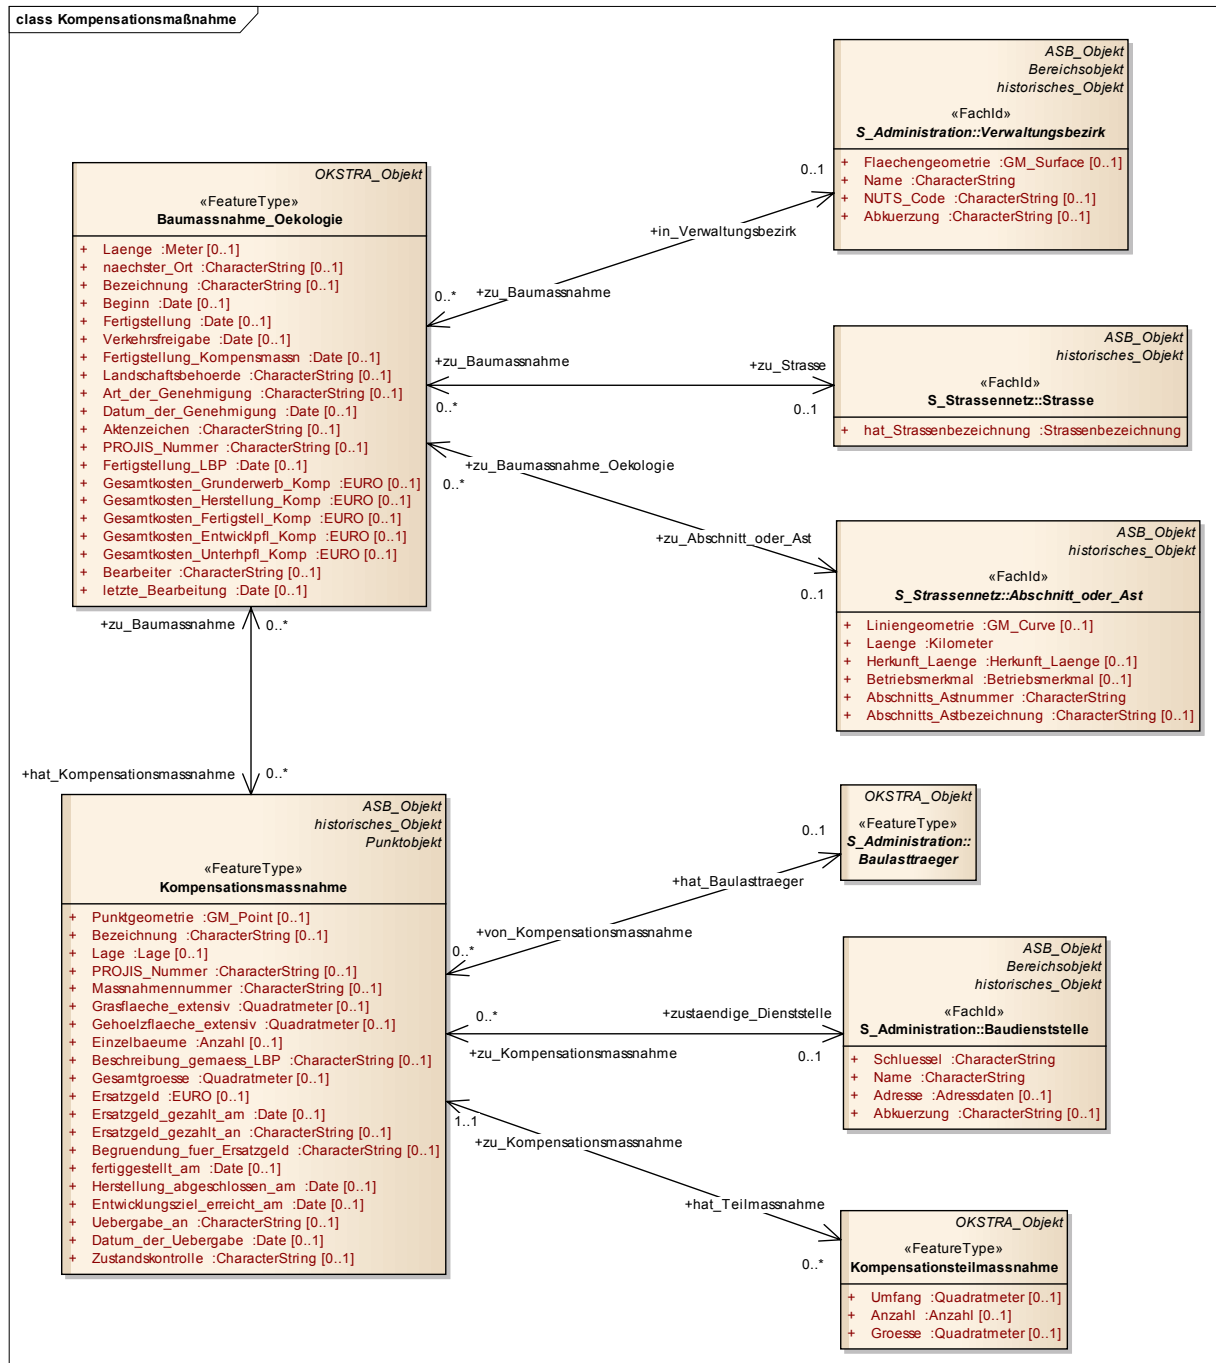 class Kompensationsmaßnahme
ASB_Objekt
Bereichsobjekt
historisches_Objekt
«FachId»
S_Administration::Verwaltungsbezirk
+ Flaechengeometrie :GM_Surface [0..1]
+ Name :CharacterString
+ NUTS_Code :CharacterString [0..1]
+ Abkuerzung :CharacterString [0..1]
0..1
+in_Verwaltungsbezirk
+zu_Baumassnahme
0..*
OKSTRA_Objekt
«FeatureType»
Baumassnahme_Oekologie
+ Laenge :Meter [0..1]
+ naechster_Ort :CharacterString [0..1]
+ Bezeichnung :CharacterString [0..1]
+ Beginn :Date [0..1]
+ Fertigstellung :Date [0..1]
+ Verkehrsfreigabe :Date [0..1]
+ Fertigstellung_Kompensmassn :Date [0..1]
+ Landschaftsbehoerde :CharacterString [0..1]
+ Art_der_Genehmigung :CharacterString [0..1]
+ Datum_der_Genehmigung :Date [0..1]
+ Aktenzeichen :CharacterString [0..1]
+ PROJIS_Nummer :CharacterString [0..1]
+ Fertigstellung_LBP :Date [0..1]
+ Gesamtkosten_Grunderwerb_Komp :EURO [0..1]
+ Gesamtkosten_Herstellung_Komp :EURO [0..1]
+ Gesamtkosten_Fertigstell_Komp :EURO [0..1]
+ Gesamtkosten_Entwicklpfl_Komp :EURO [0..1]
+ Gesamtkosten_Unterhpfl_Komp :EURO [0..1]
+ Bearbeiter :CharacterString [0..1]
+ letzte_Bearbeitung :Date [0..1]
+zu_Baumassnahme
0..*
+zu_Strasse
0..1
ASB_Objekt
historisches_Objekt
«FachId»
S_Strassennetz::Strasse
+ hat_Strassenbezeichnung :Strassenbezeichnung
+zu_Baumassnahme_Oekologie
0..*
+zu_Abschnitt_oder_Ast
0..1
ASB_Objekt
historisches_Objekt
«FachId»
S_Strassennetz::Abschnitt_oder_Ast
+ Liniengeometrie :GM_Curve [0..1]
+ Laenge :Kilometer
+ Herkunft_Laenge :Herkunft_Laenge [0..1]
+ Betriebsmerkmal :Betriebsmerkmal [0..1]
+ Abschnitts_Astnummer :CharacterString
+ Abschnitts_Astbezeichnung :CharacterString [0..1]
+zu_Baumassnahme
0..*
+hat_Kompensationsmassnahme
0..*
ASB_Objekt
historisches_Objekt
Punktobjekt
«FeatureType»
Kompensationsmassnahme
+ Punktgeometrie :GM_Point [0..1]
+ Bezeichnung :CharacterString [0..1]
+ Lage :Lage [0..1]
+ PROJIS_Nummer :CharacterString [0..1]
+ Massnahmennummer :CharacterString [0..1]
+ Grasflaeche_extensiv :Quadratmeter [0..1]
+ Gehoelzflaeche_extensiv :Quadratmeter [0..1]
+ Einzelbaeume :Anzahl [0..1]
+ Beschreibung_gemaess_LBP :CharacterString [0..1]
+ Gesamtgroesse :Quadratmeter [0..1]
+ Ersatzgeld :EURO [0..1]
+ Ersatzgeld_gezahlt_am :Date [0..1]
+ Ersatzgeld_gezahlt_an :CharacterString [0..1]
+ Begruendung_fuer_Ersatzgeld :CharacterString [0..1]
+ fertiggestellt_am :Date [0..1]
+ Herstellung_abgeschlossen_am :Date [0..1]
+ Entwicklungsziel_erreicht_am :Date [0..1]
+ Uebergabe_an :CharacterString [0..1]
+ Datum_der_Uebergabe :Date [0..1]
+ Zustandskontrolle :CharacterString [0..1]
OKSTRA_Objekt
«FeatureType»
S_Administration::
Baulasttraeger
0..1
+hat_Baulasttraeger
+von_Kompensationsmassnahme
0..*
ASB_Objekt
Bereichsobjekt
historisches_Objekt
«FachId»
S_Administration::Baudienststelle
+ Schluessel :CharacterString
+ Name :CharacterString
+ Adresse :Adressdaten [0..1]
+ Abkuerzung :CharacterString [0..1]
0..*
+zustaendige_Dienststelle
+zu_Kompensationsmassnahme
0..1
1..1
+zu_Kompensationsmassnahme
+hat_Teilmassnahme
0..*
OKSTRA_Objekt
«FeatureType»
Kompensationsteilmassnahme
+ Umfang :Quadratmeter [0..1]
+ Anzahl :Anzahl [0..1]
+ Groesse :Quadratmeter [0..1]